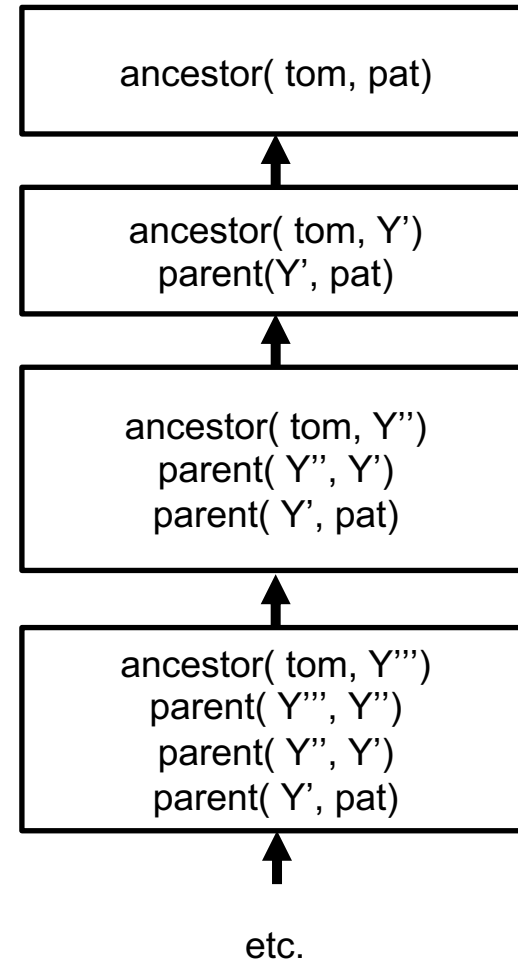 ancestor( tom, pat)
ancestor( tom, Y’)
parent(Y’, pat)
ancestor( tom, Y’’)
parent( Y’’, Y’)
parent( Y’, pat)
ancestor( tom, Y’’’)
parent( Y’’’, Y’’)
parent( Y’’, Y’)
parent( Y’, pat)
etc.